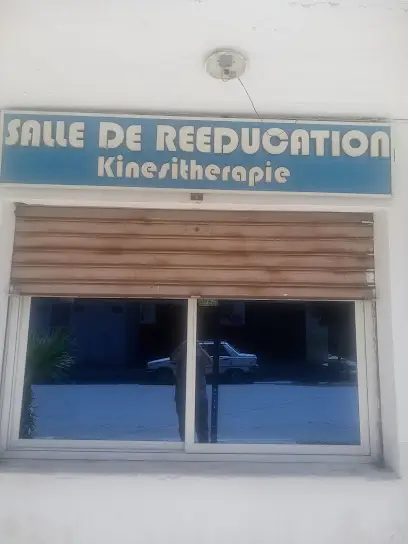 SALLE DE REEDUCATION
Kinesitherapie